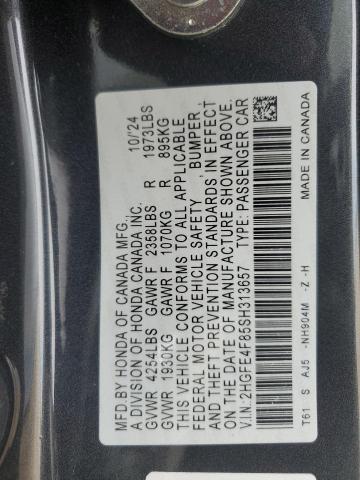 MFD.BY HONDA OF CANADA MFG. 10/'24
A DIVISION OF HONDA CANADA INC.
GVWR 4254LBS GAWR F 2358LBS R 1973LBS
GVWR 1930KG GAWR F 1070KG R 895KG
THIS VEHICLE CONFORMS TO ALL APPLICABLE
FEDERAL MOTOR VEHICLE SAFETY , BUMPER ,
AND THEFT PREVENTION STANDARDS IN EFFECT
ON THE DATE OF MANUFACTURE SHOWN ABOVE.
V.I.N:2HGFE4F85SH313657 TYPE: PASSENGER CAR
T61 S AJ5 -NH904M -Z -H MADE IN CANADA